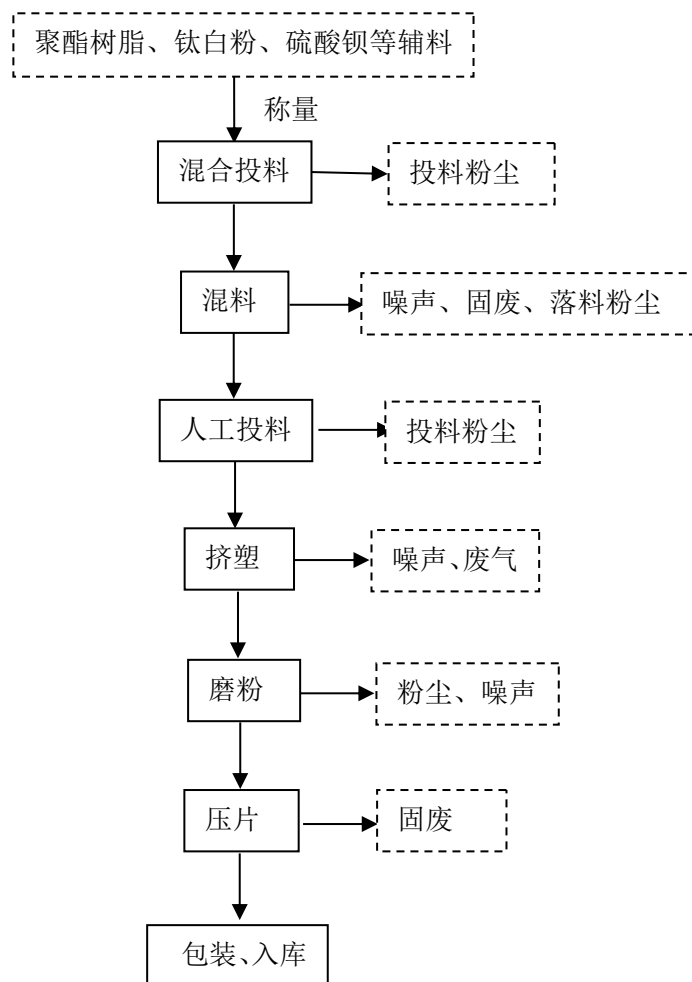 聚酯树脂、钛白粉、硫酸钡等辅料
称量
混合投料
投料粉尘
混料
噪声、固废、落料粉尘
人工投料
投料粉尘
挤塑
噪声、废气
磨粉
粉尘、噪声
压片
固废
包装、入库